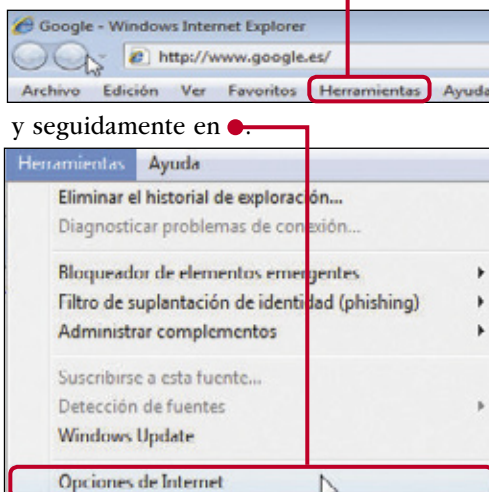 Google - Windows Internet Explorer
http://www.google.es/
Archivo Edición Ver Favoritos Herramientas Ayuda
y seguidamente en .
Herramientas Ayuda
Eliminar el historial de exploración...
Diagnosticar problemas de conexión...
Bloqueador de elementos emergentes
Filtro de suplantación de identidad (phishing)
Administrar complementos
Suscribirse a esta fuente...
Detección de fuentes
Windows Update
Opciones de Internet